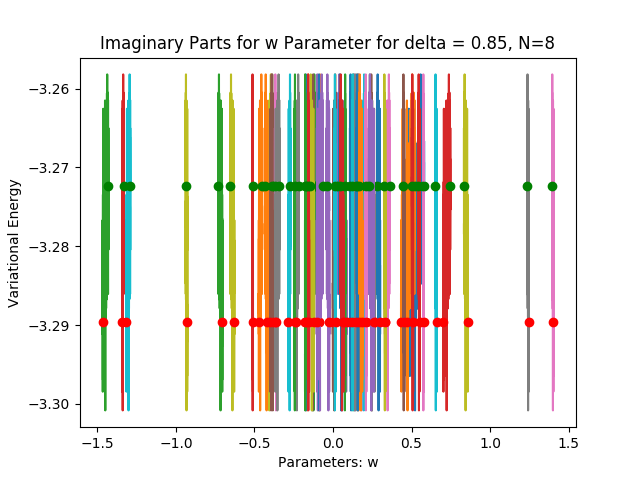 Imaginary Parts for w Parameter for delta = 0.85, N=8
Variational Energy
−3.26
−3.27
−3.28
−3.29
−3.30
−1.5 −1.0 −0.5 0.0 0.5 1.0 1.5
Parameters: w